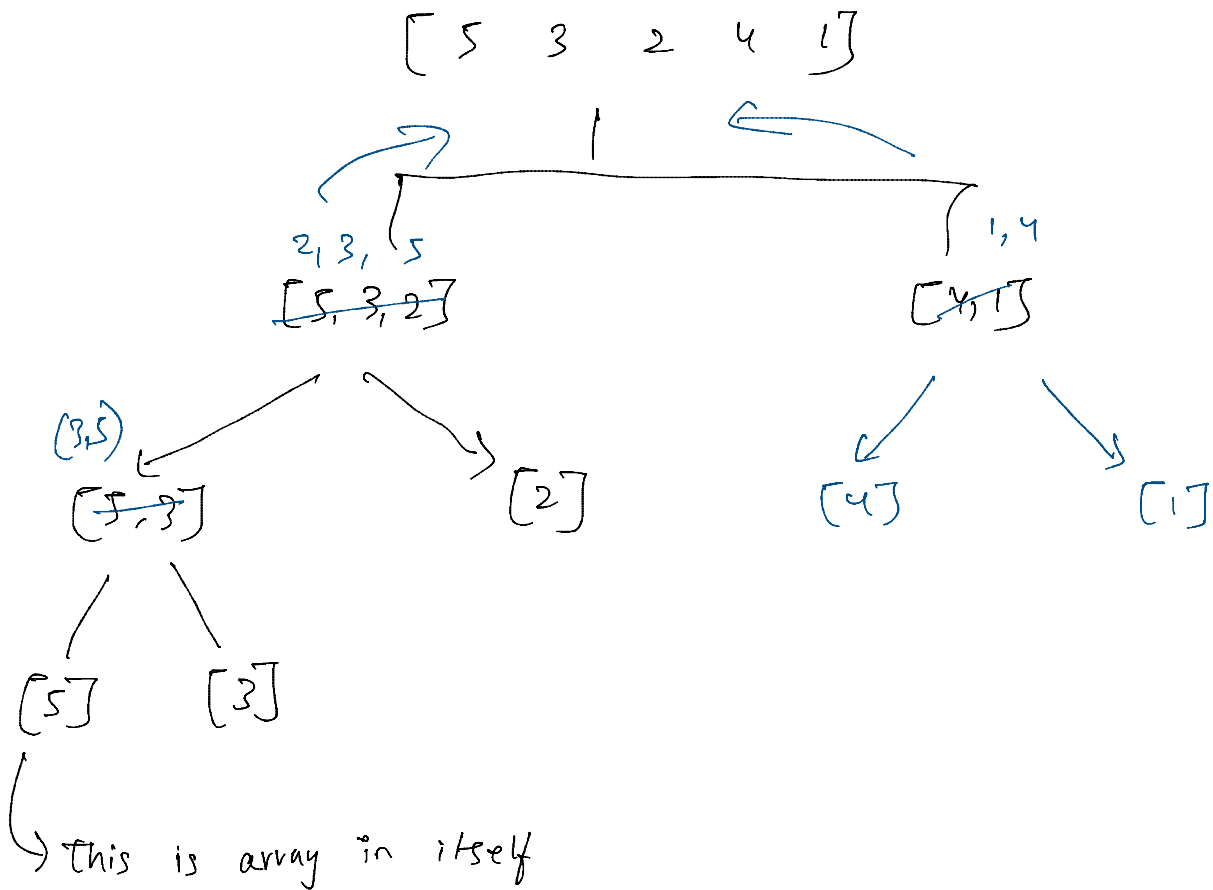 [ 5 3 2 4 1]
2, 3, 5
1, 4
[5, 3, 2]
[4, 1]
(3,5)
[5, 3]
[2]
[4]
[1]
[5]
[3]
this is array in itself